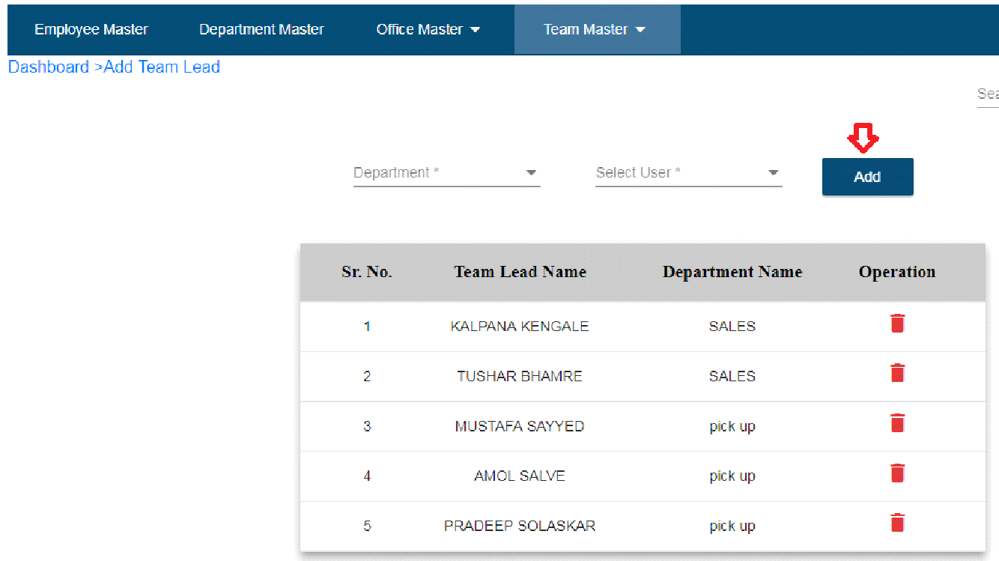 Employee Master Department Master Office Master Team Master
Dashboard >Add Team Lead
Department * Select User * Add
Sr. No. Team Lead Name Department Name Operation
1 KALPANA KENGALE SALES
2 TUSHAR BHAMRE SALES
3 MUSTAFA SAYYED pick up
4 AMOL SALVE pick up
5 PRADEEP SOLASKAR pick up